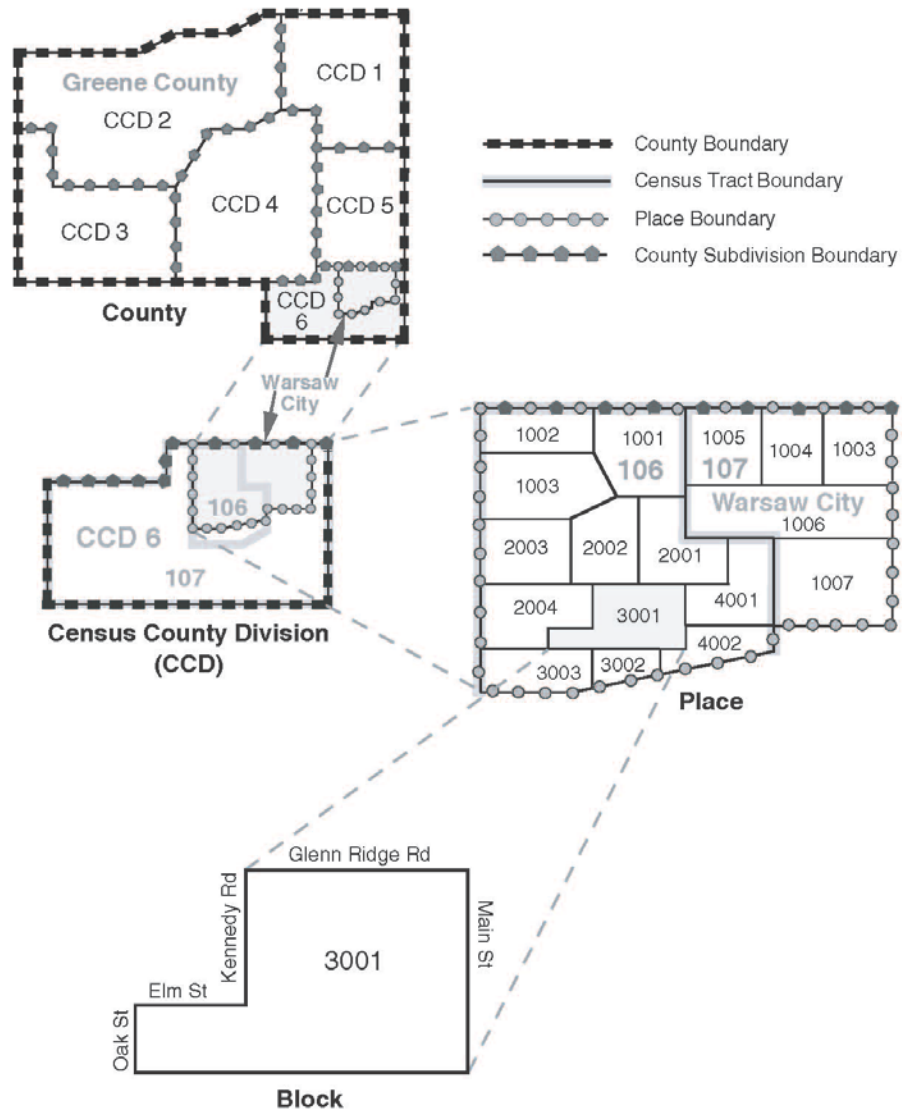 Greene County
CCD 1
CCD 2
CCD 3
CCD 4
CCD 5
CCD
6
County
County Boundary
Census Tract Boundary
Place Boundary
County Subdivision Boundary
Warsaw
City
CCD 6
106
107
Census County Division
(CCD)
1002
1001
106
1005
107
1004
1003
1003
Warsaw City
1006
2003
2002
2001
1007
2004
3001
4001
4002
3003
3002
Place
Glenn Ridge Rd
Kennedy Rd
Main St
3001
Elm St
Oak St
Block